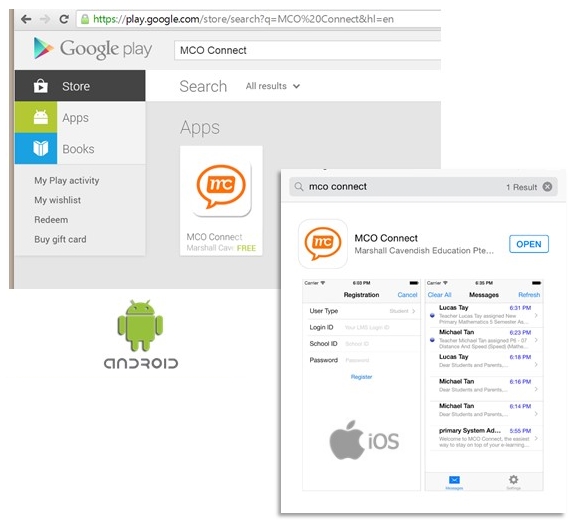 https://play.google.com/store/search?q=MCO%20Connect&hl=en
Google play
MCO Connect
Store
Search
All results
Apps
Books
My Play activity
My wishlist
Redeem
Buy gift card
Apps
mc
MCO Connect
Marshall Cav
FREE
ANDROID
mco connect
1 Result
mc
MCO Connect
Marshall Cavendish Education Pte...
OPEN
Carrier
6:03 PM
Registration
Cancel
User Type
Student
Login ID
Your LMS Login ID
School ID
School ID
Password
Password
Register
iOS
Carrier
6:35 PM
Clear All
Messages
Refresh
Lucas Tay
6:31 PM
Teacher Lucas Tay assigned New
Primary Mathematics 5 Semester As...
Michael Tan
6:23 PM
Teacher Michael Tan assigned P6 - 07
Distance And Speed (Speed) (Mathe...
Lucas Tay
6:18 PM
Dear Students and Parents,...
Michael Tan
6:16 PM
Dear Students and Parents,...
Michael Tan
6:14 PM
Dear Students and Parents,...
primary System Ad...
5:55 PM
Welcome to MCO Connect, the easiest
way to stay on top of your e-learning...
Messages
Settings